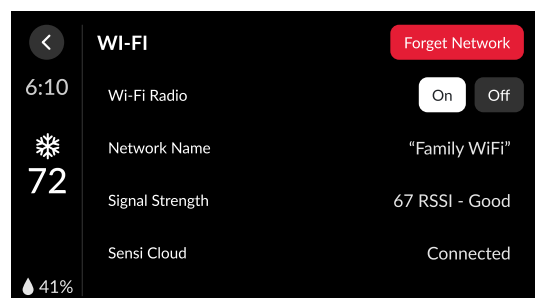 WI-FI
Forget Network
6:10
Wi-Fi Radio
On
Off
Network Name
“Family WiFi”
72
Signal Strength
67 RSSI - Good
Sensi Cloud
Connected
41%